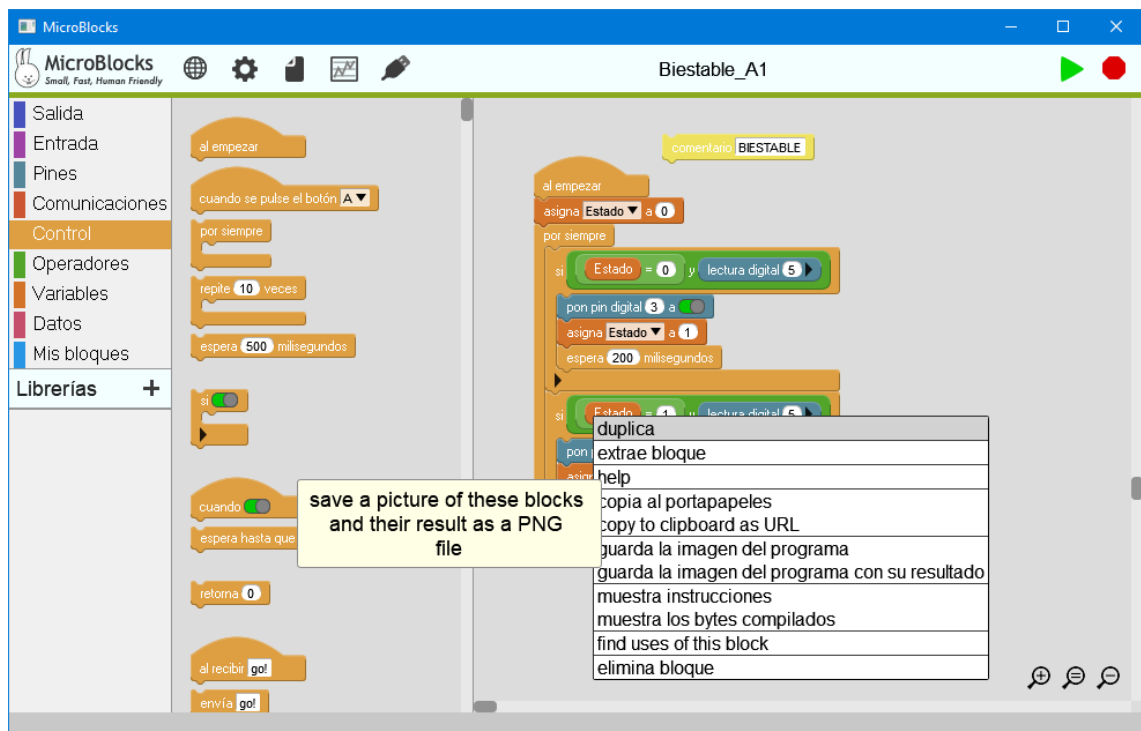 MicroBlocks
MicroBlocks
Small, Fast, Human Friendly
Biestable_A1
Salida
Entrada
Pines
Comunicaciones
Control
Operadores
Variables
Datos
Mis bloques
Librerías +
al empezar
cuando se pulse el botón A
por siempre
repite 10 veces
espera 500 milisegundos
si
cuando
espera hasta que
retorna 0
al recibir go!
envía go!
save a picture of these blocks
and their result as a PNG
file
comentario BIESTABLE
al empezar
asigna Estado a 0
por siempre
si Estado = 0 y lectura digital 5
pon pin digital 3 a
asigna Estado a 1
espera 200 milisegundos
si Estado = 1 y lectura digital 5
pon
duplica
extrae bloque
help
copia al portapapeles
copy to clipboard as URL
guarda la imagen del programa
guarda la imagen del programa con su resultado
muestra instrucciones
muestra los bytes compilados
find uses of this block
elimina bloque